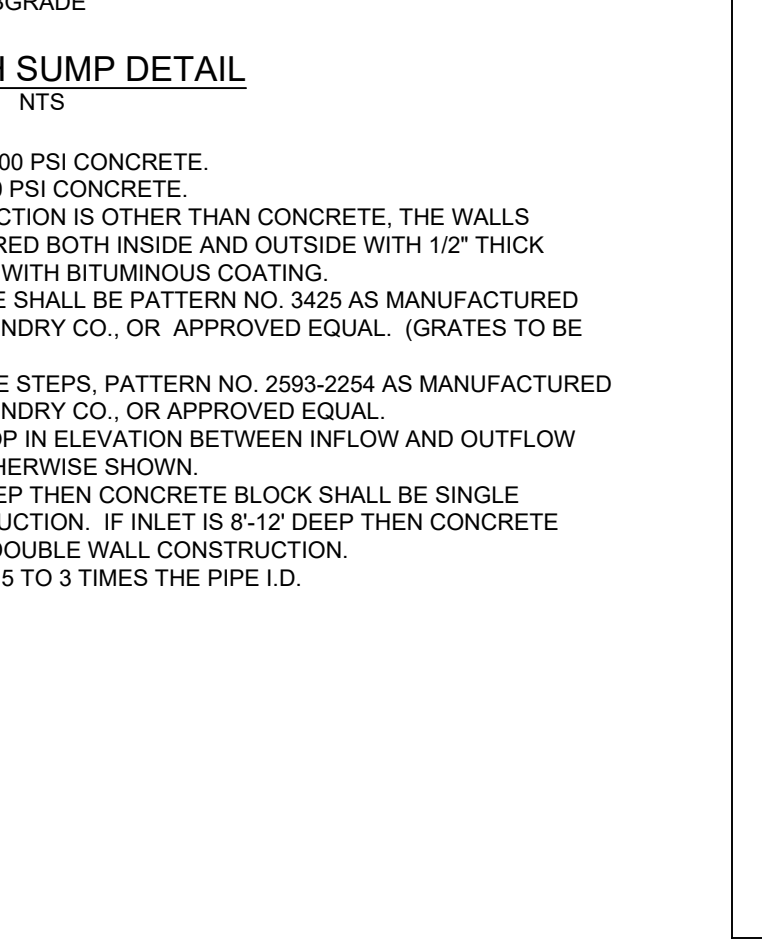 BGRADE
H SUMP DETAIL
NTS
00 PSI CONCRETE.
0 PSI CONCRETE.
CTION IS OTHER THAN CONCRETE, THE WALLS
RED BOTH INSIDE AND OUTSIDE WITH 1/2" THICK
WITH BITUMINOUS COATING.
E SHALL BE PATTERN NO. 3425 AS MANUFACTURED
NDRY CO., OR APPROVED EQUAL. (GRATES TO BE
E STEPS, PATTERN NO. 2593-2254 AS MANUFACTURED
NDRY CO., OR APPROVED EQUAL.
OP IN ELEVATION BETWEEN INFLOW AND OUTFLOW
HERWISE SHOWN.
EP THEN CONCRETE BLOCK SHALL BE SINGLE
UCTION. IF INLET IS 8'-12' DEEP THEN CONCRETE
DOUBLE WALL CONSTRUCTION.
5 TO 3 TIMES THE PIPE I.D.